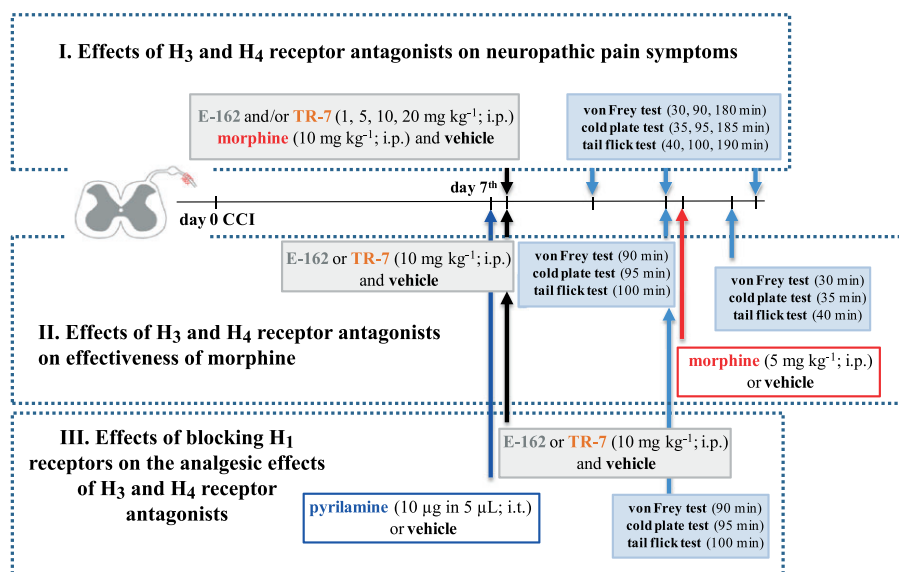 I. Effects of H3 and H4 receptor antagonists on neuropathic pain symptoms
E-162 and/or TR-7 (1, 5, 10, 20 mg kg-1; i.p.)
morphine (10 mg kg-1; i.p.) and vehicle
von Frey test (30, 90, 180 min)
cold plate test (35, 95, 185 min)
tail flick test (40, 100, 190 min)
day 7th
day 0 CCI
E-162 or TR-7 (10 mg kg-1; i.p.)
and vehicle
von Frey test (90 min)
cold plate test (95 min)
tail flick test (100 min)
von Frey test (30 min)
cold plate test (35 min)
tail flick test (40 min)
II. Effects of H3 and H4 receptor antagonists
on effectiveness of morphine
morphine (5 mg kg-1; i.p.)
or vehicle
III. Effects of blocking H1
receptors on the analgesic effects
of H3 and H4 receptor
antagonists
E-162 or TR-7 (10 mg kg-1; i.p.)
and vehicle
pyrilamine (10 µg in 5 µL; i.t.)
or vehicle
von Frey test (90 min)
cold plate test (95 min)
tail flick test (100 min)